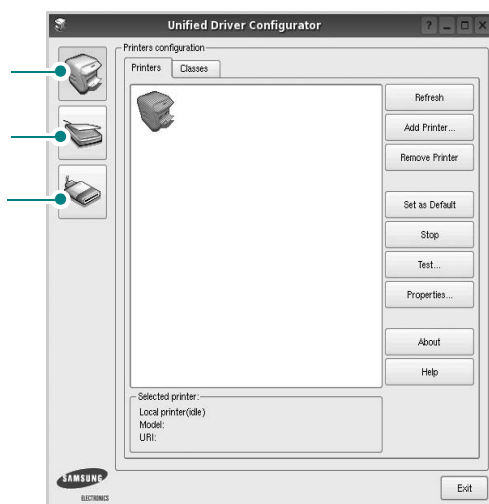 Unified Driver Configurator
Printers configuration
Printers
Classes
Refresh
Add Printer...
Remove Printer
Set as Default
Stop
Test...
Properties...
About
Help
Selected printer:
Local printer(idle)
Model:
URI:
SAMSUNG
ELECTRONICS
Exit